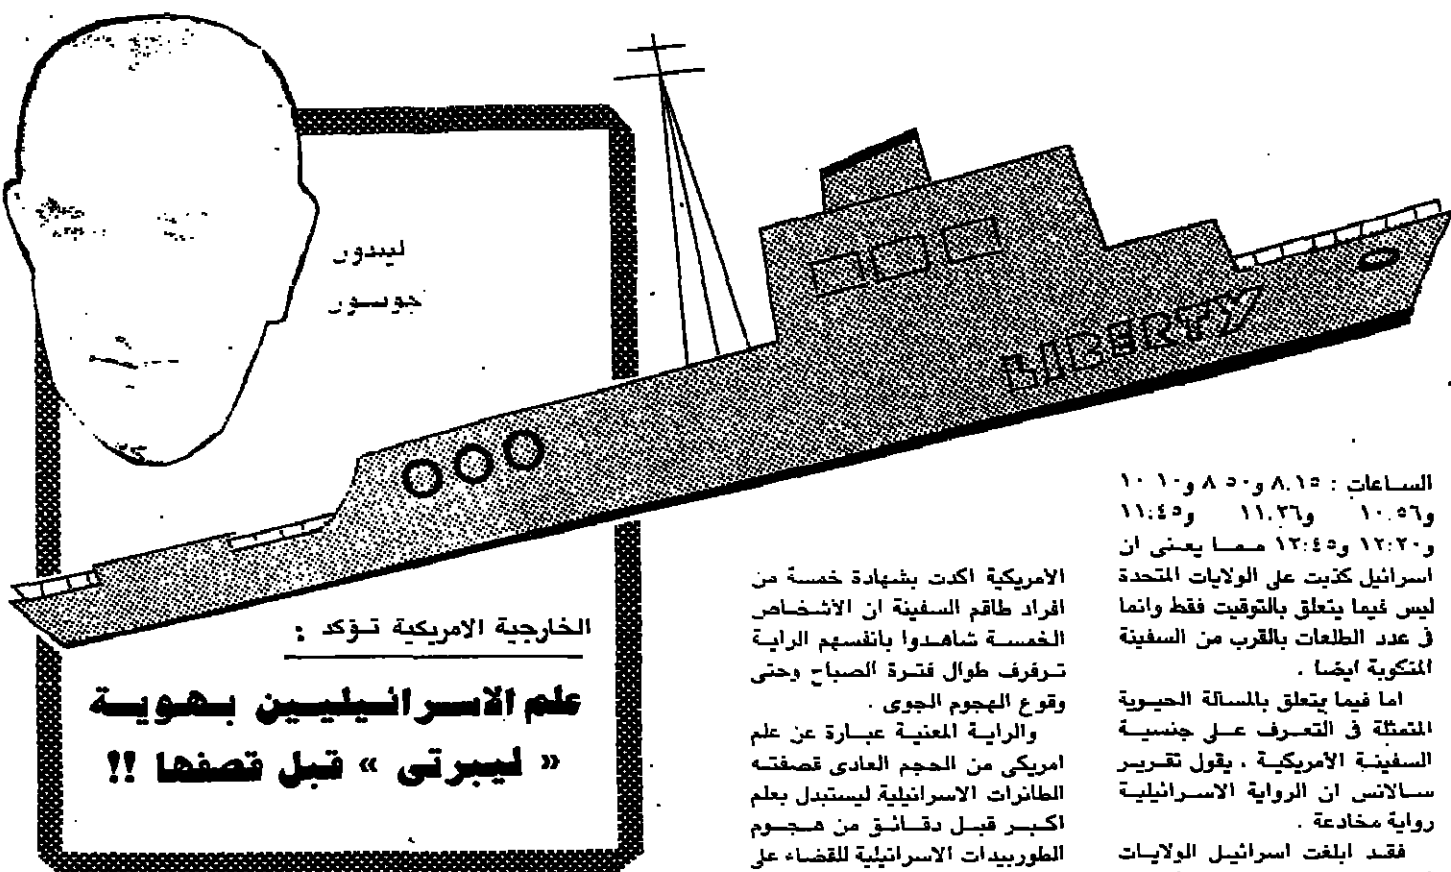 ليندون
جونسون
LIBERTY
الخارجية الامريكية تؤكد :
علم الاسرائيليين بهوية
« ليبرتى » قبل قصفها !!
الساعات : ٨.١٥ و٨.٥٠ و١٠.١٠
و١٠.٥٦ و١١.٢٦ و١١:٤٥
و١٢:٢٠ و١٢:٤٥ مما يعنى ان
اسرائيل كذبت على الولايات المتحدة
ليس فيما يتعلق بالتوقيت فقط وانما
فى عدد الطلعات بالقرب من السفينة
المنكوبة ايضا .
اما فيما يتعلق بالمسألة الحيوية
المتمثلة فى التعرف على جنسية
السفينة الأمريكية . يقول تقرير
سالانس ان الرواية الاسرائيلية
رواية مخادعة .
فقد ابلغت اسرائيل الولايات
الأمريكية اكدت بشهادة خمسة من
افراد طاقم السفينة ان الأشخاص
الخمسة شاهدوا بانفسهم الراية
ترفرف طوال فترة الصباح وحتى
وقوع الهجوم الجوى .
والراية المعنية عبارة عن علم
امريكى من الحجم العادى قصفته
الطائرات الاسرائيلية ليستبدل بعلم
اكبر قبل دقائق من هجوم
الطوربيدات الاسرائيلية للقضاء على